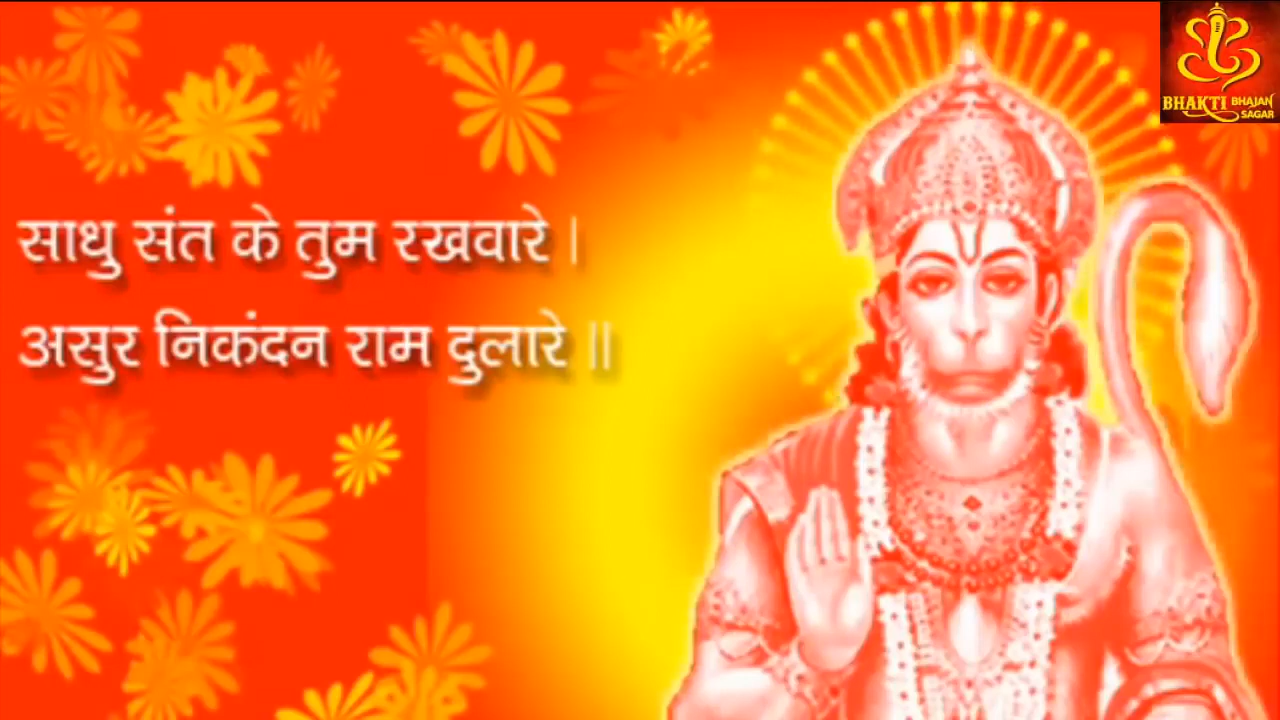 साधु संत के तुम रखवारे ।
असुर निकंदन राम दुलारे ॥
BHAKTI BHAJAN
SAGAR